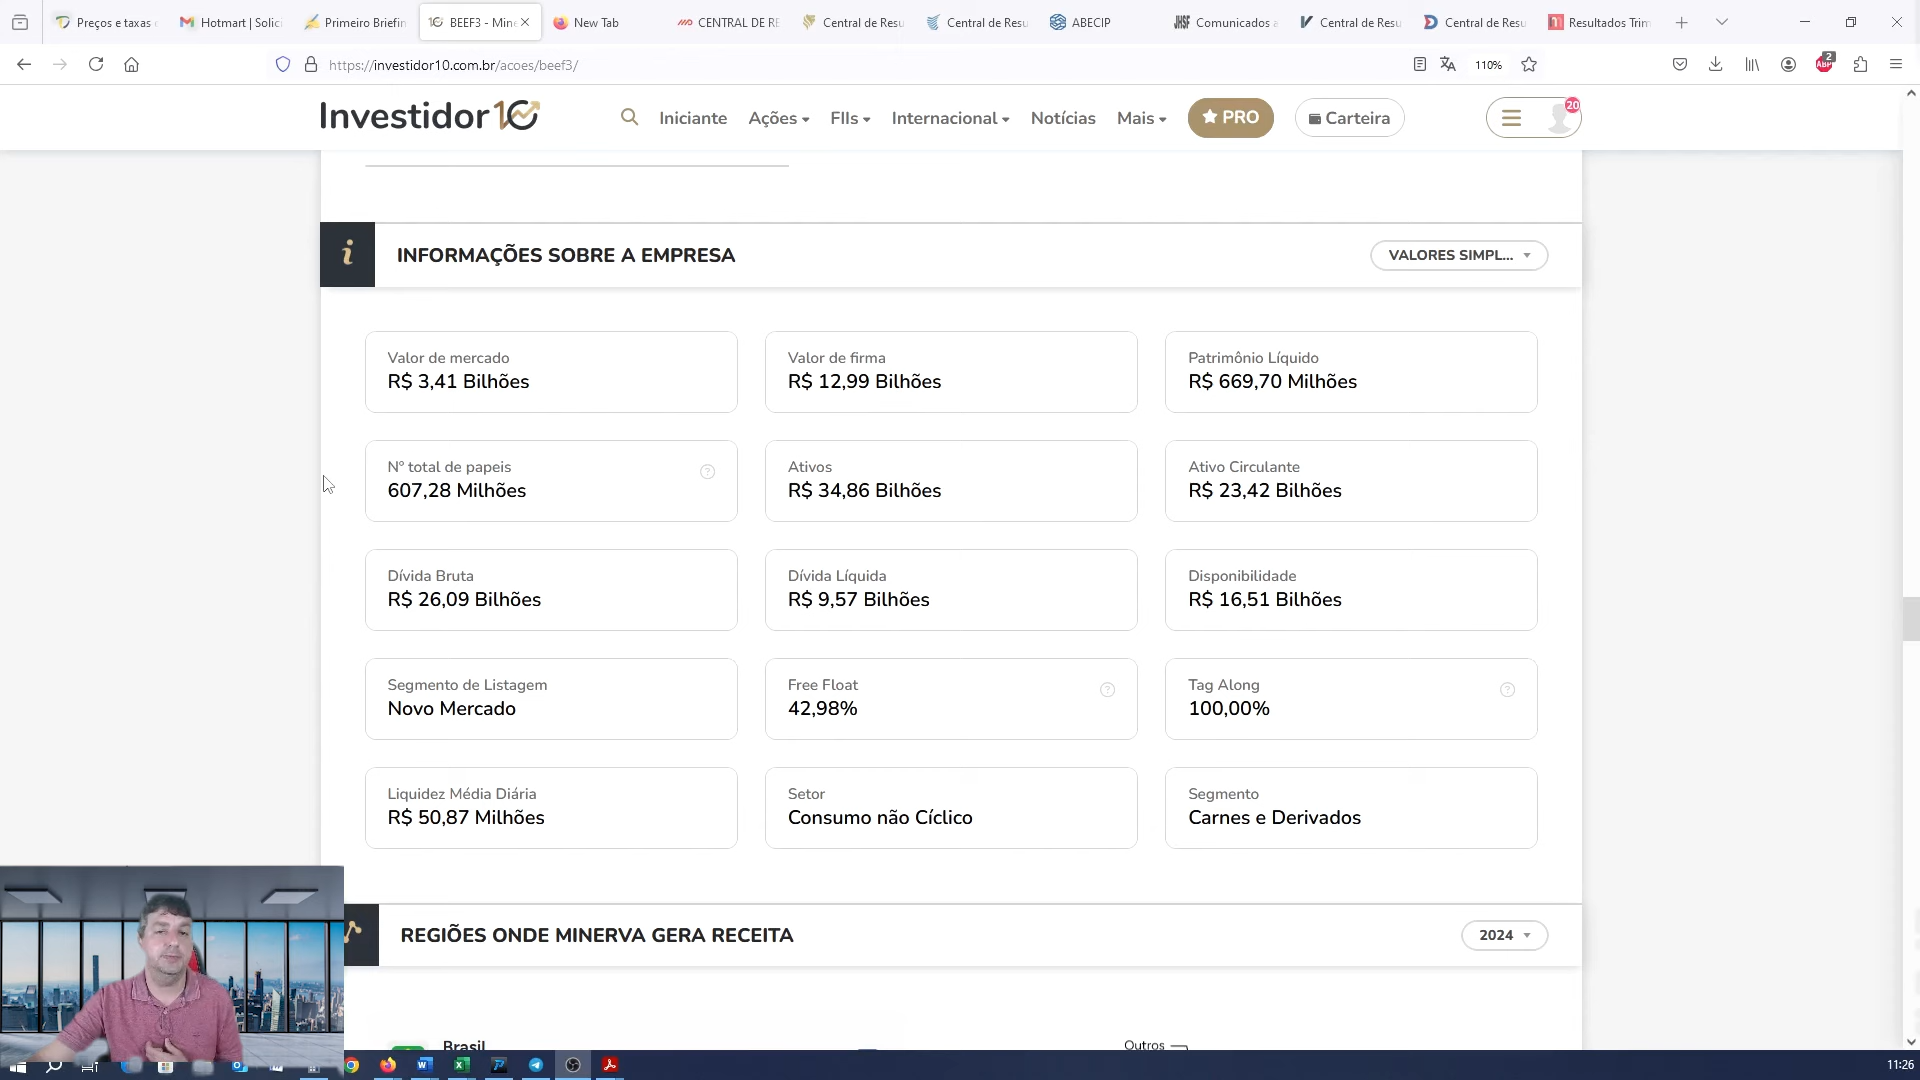 Preços e taxas
Hotmart | Solici
Primeiro Briefin
BEEF3 - Mine
New Tab
CENTRAL DE RE
Central de Resu
Central de Resu
ABECIP
Comunicados a
Central de Resu
Central de Resu
Resultados Trim
https://investidor10.com.br/acoes/beef3/
110%
ABP
2
Investidor10
Iniciante
Ações
FIIs
Internacional
Notícias
Mais
PRO
Carteira
20
INFORMAÇÕES SOBRE A EMPRESA
VALORES SIMPL...
Valor de mercado
R$ 3,41 Bilhões
Valor de firma
R$ 12,99 Bilhões
Patrimônio Líquido
R$ 669,70 Milhões
Nº total de papeis
607,28 Milhões
Ativos
R$ 34,86 Bilhões
Ativo Circulante
R$ 23,42 Bilhões
Dívida Bruta
R$ 26,09 Bilhões
Dívida Líquida
R$ 9,57 Bilhões
Disponibilidade
R$ 16,51 Bilhões
Segmento de Listagem
Novo Mercado
Free Float
42,98%
Tag Along
100,00%
Liquidez Média Diária
R$ 50,87 Milhões
Setor
Consumo não Cíclico
Segmento
Carnes e Derivados
REGIÕES ONDE MINERVA GERA RECEITA
2024
Brasil
Outros
11:26